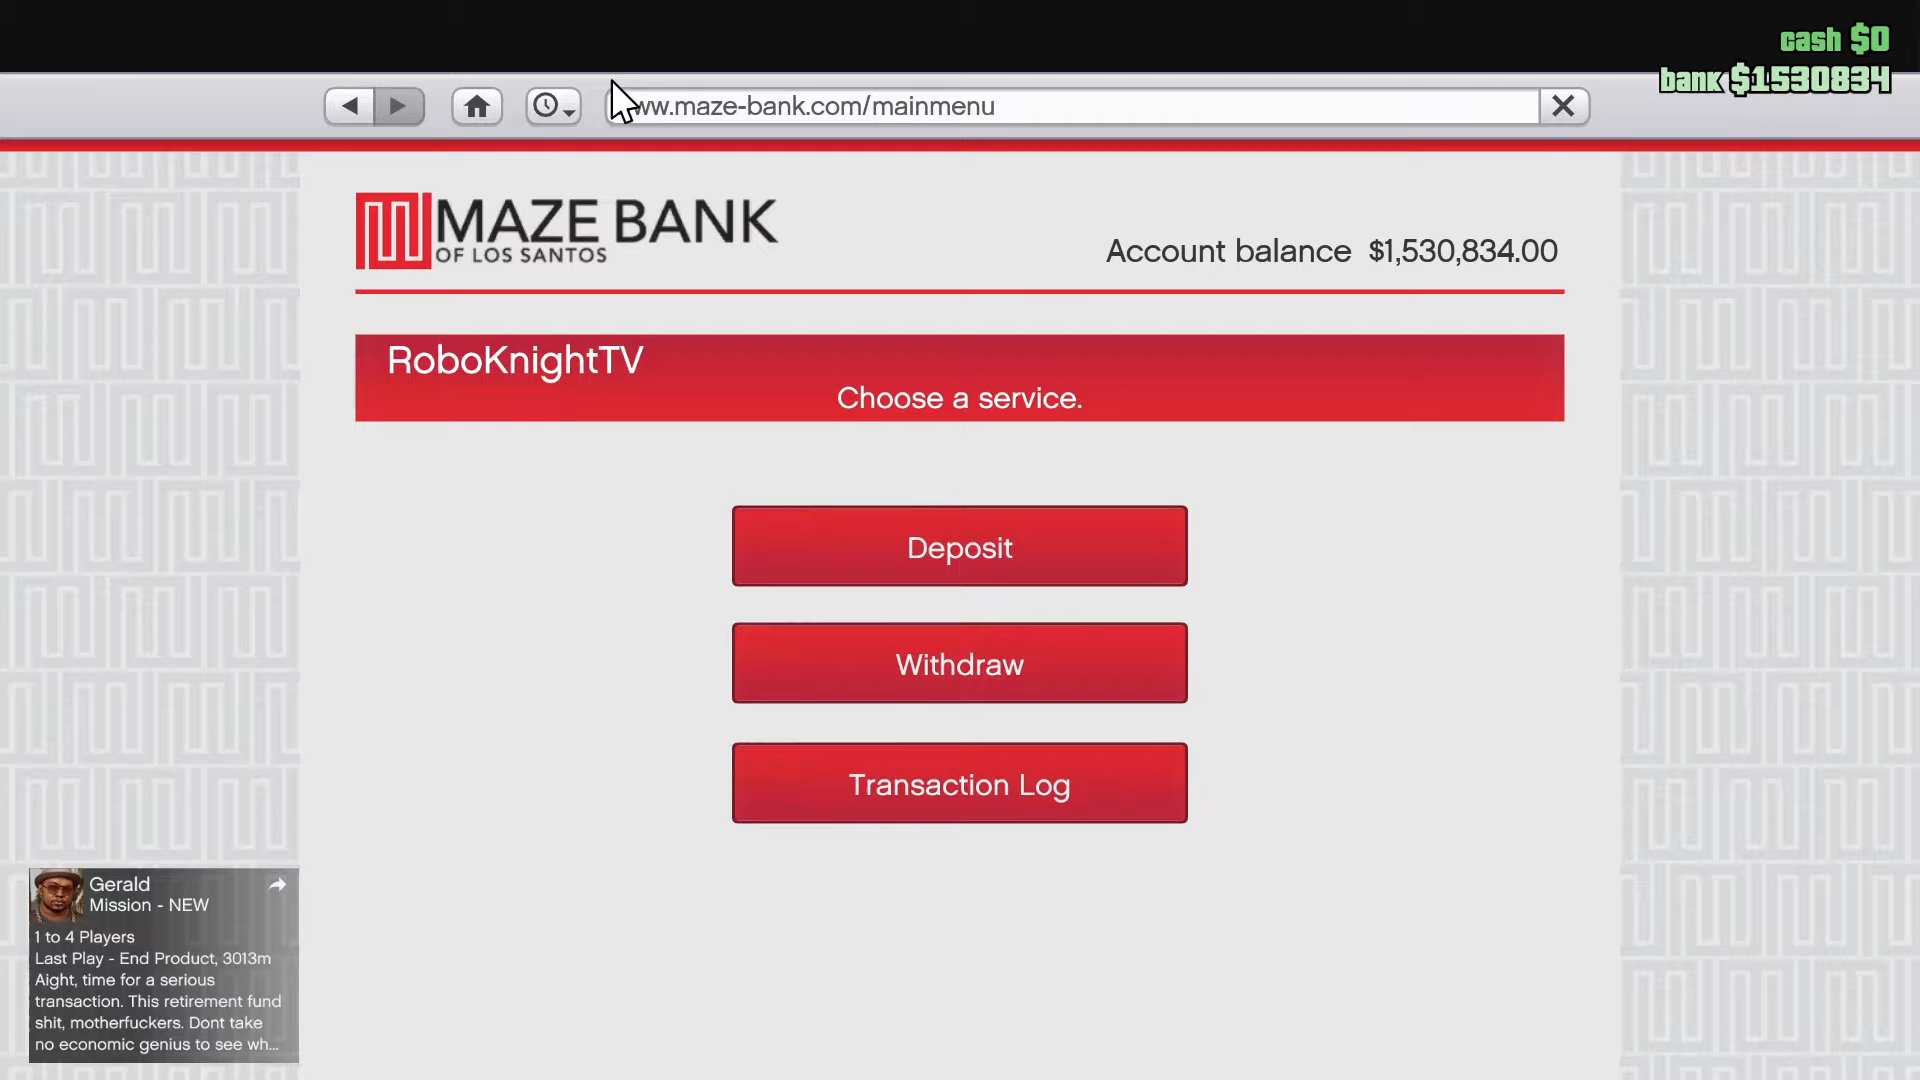 cash $0
bank $1530834
ww.maze-bank.com/mainmenu
MAZE BANK
OF LOS SANTOS
Account balance $1,530,834.00
RoboKnightTV
Choose a service.
Deposit
Withdraw
Transaction Log
Gerald
Mission - NEW
1 to 4 Players
Last Play - End Product, 3013m
Aight, time for a serious
transaction. This retirement fund
shit, motherfuckers. Dont take
no economic genius to see wh...